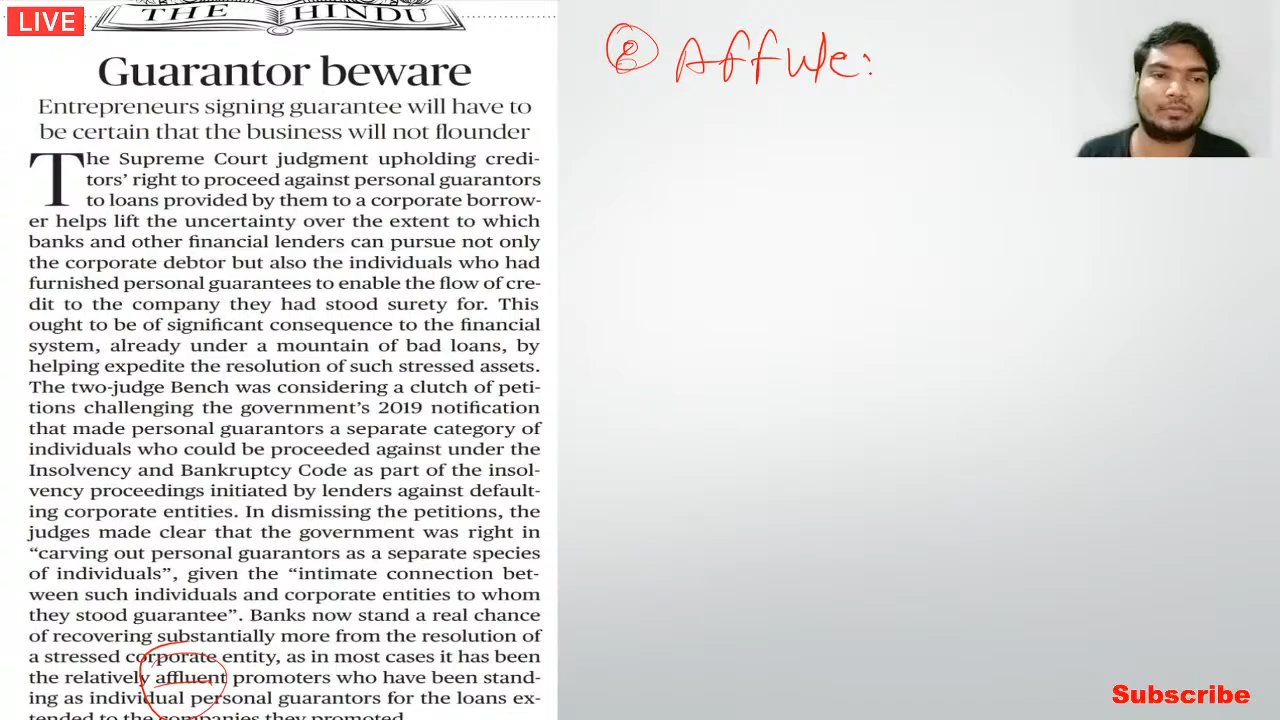 LIVE
THE HINDU
Guarantor beware
Entrepreneurs signing guarantee will have to
be certain that the business will not flounder
The Supreme Court judgment upholding credi-
tors' right to proceed against personal guarantors
to loans provided by them to a corporate borrow-
er helps lift the uncertainty over the extent to which
banks and other financial lenders can pursue not only
the corporate debtor but also the individuals who had
furnished personal guarantees to enable the flow of cre-
dit to the company they had stood surety for. This
ought to be of significant consequence to the financial
system, already under a mountain of bad loans, by
helping expedite the resolution of such stressed assets.
The two-judge Bench was considering a clutch of peti-
tions challenging the government's 2019 notification
that made personal guarantors a separate category of
individuals who could be proceeded against under the
Insolvency and Bankruptcy Code as part of the insol-
vency proceedings initiated by lenders against default-
ing corporate entities. In dismissing the petitions, the
judges made clear that the government was right in
“carving out personal guarantors as a separate species
of individuals”, given the “intimate connection bet-
ween such individuals and corporate entities to whom
they stood guarantee”. Banks now stand a real chance
of recovering substantially more from the resolution of
a stressed corporate entity, as in most cases it has been
the relatively affluent promoters who have been stand-
ing as individual personal guarantors for the loans ex-
tended to the companies they promoted.
Subscribe